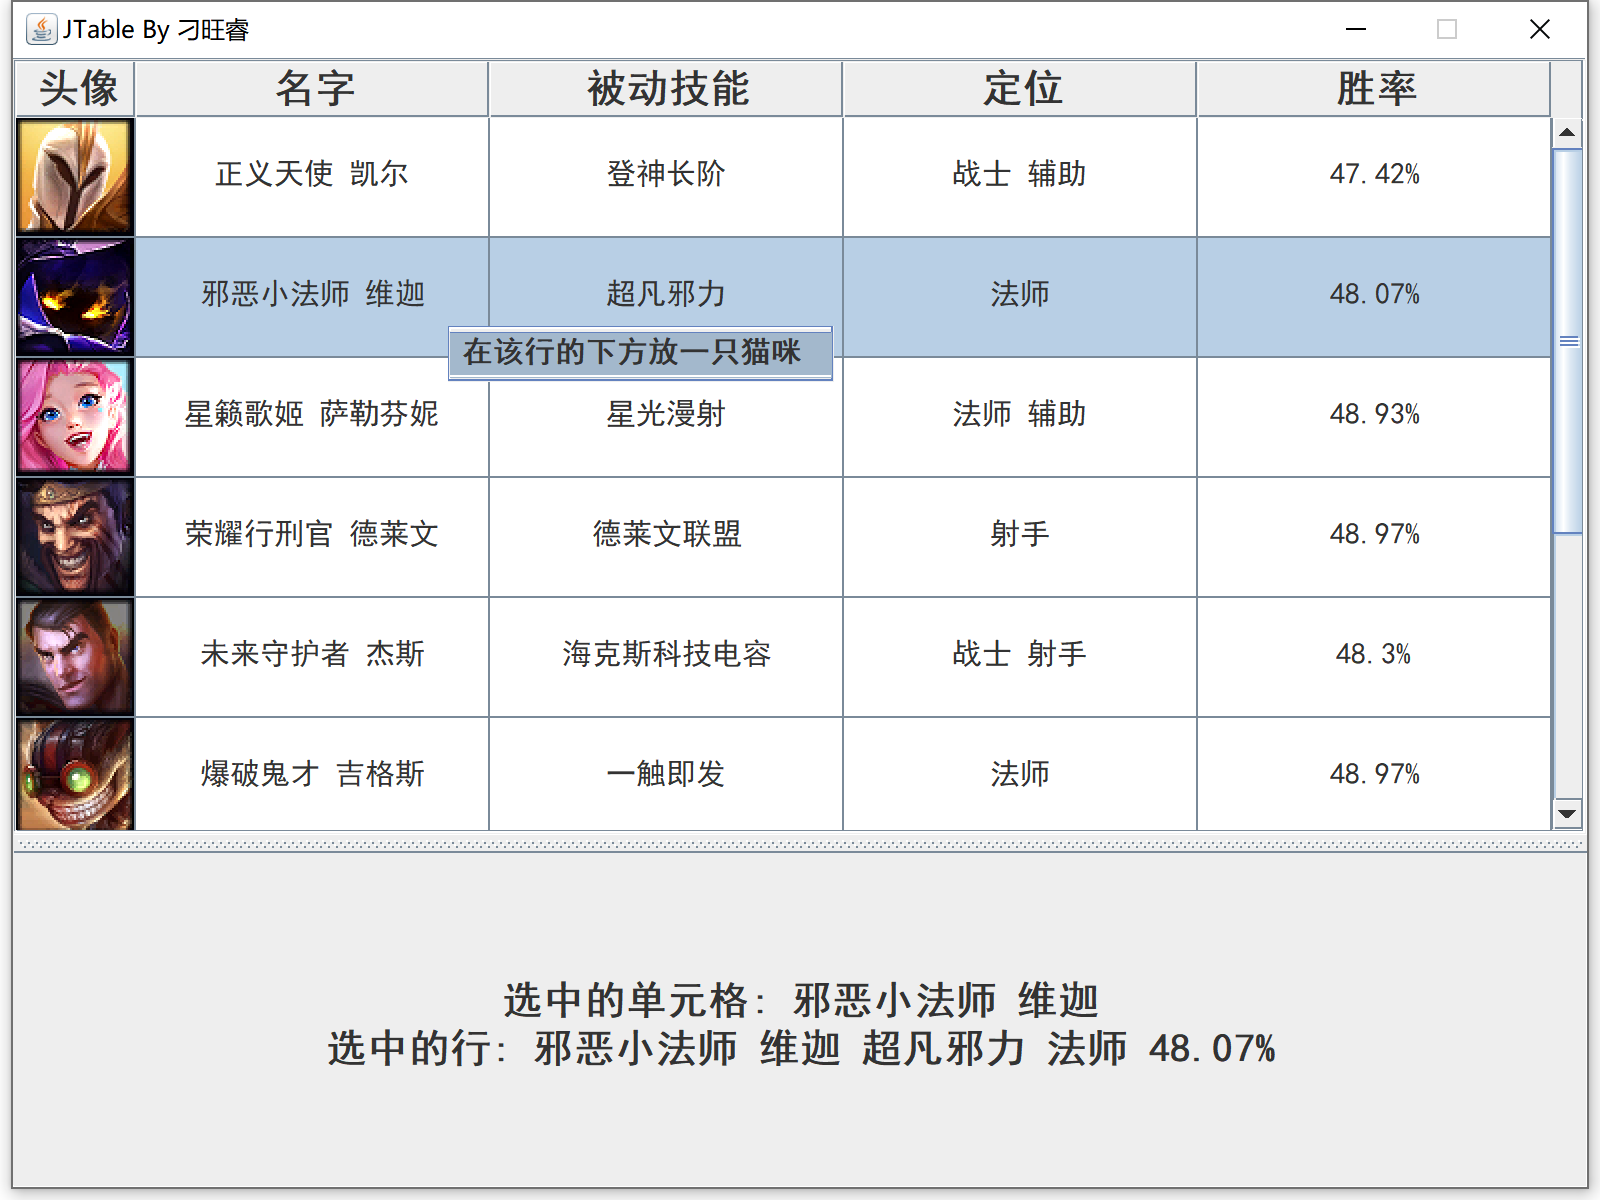 JTable By 刁旺睿
头像 名字 被动技能 定位 胜率
正义天使 凯尔 登神长阶 战士 辅助 47.42%
邪恶小法师 维迦 超凡邪力 法师 48.07%
在该行的下方放一只猫咪
星籁歌姬 萨勒芬妮 星光漫射 法师 辅助 48.93%
荣耀行刑官 德莱文 德莱文联盟 射手 48.97%
未来守护者 杰斯 海克斯科技电容 战士 射手 48.3%
爆破鬼才 吉格斯 一触即发 法师 48.97%
选中的单元格: 邪恶小法师 维迦
选中的行: 邪恶小法师 维迦 超凡邪力 法师 48.07%